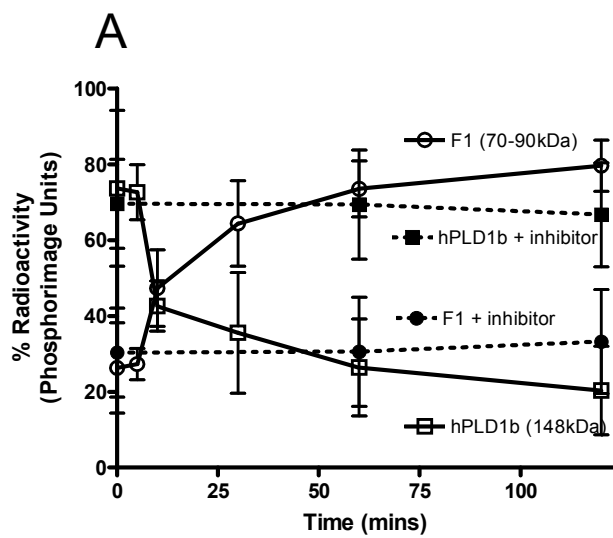 A
100
80
60
40
20
0
% Radioactivity
(Phosphorimage Units)
F1 (70-90kDa)
hPLD1b + inhibitor
F1 + inhibitor
hPLD1b (148kDa)
0 25 50 75 100
Time (mins)